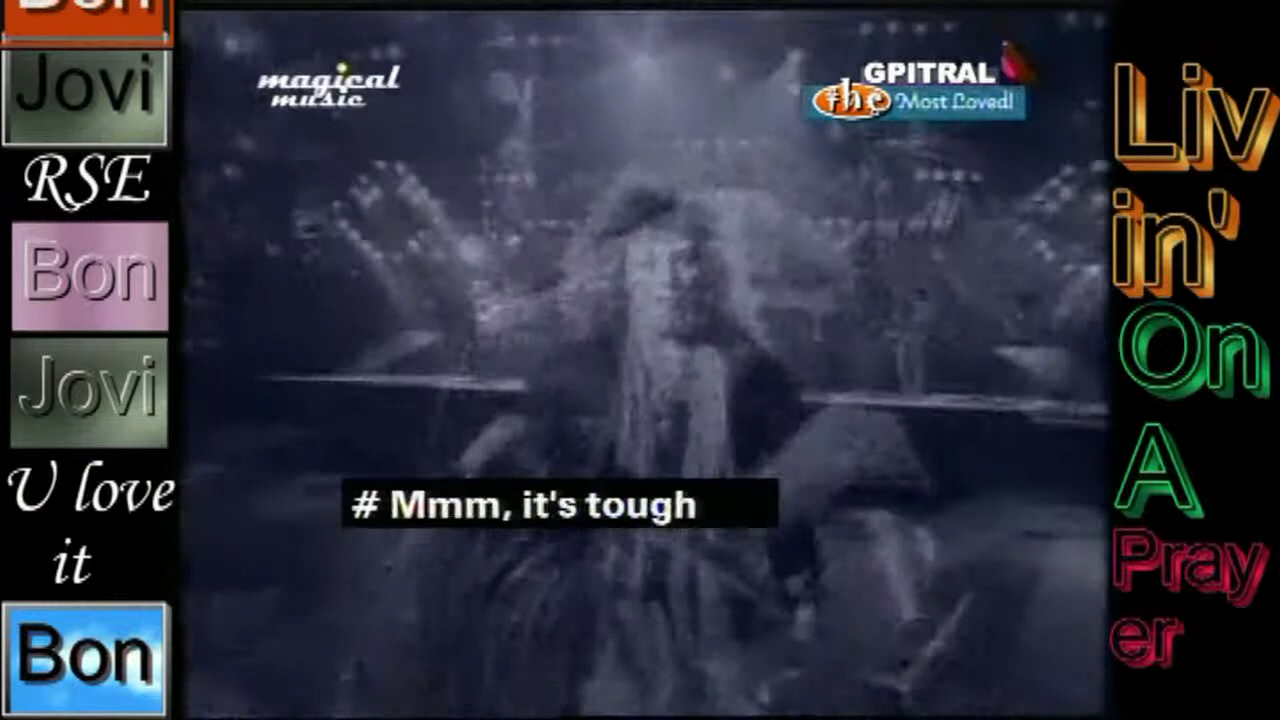 Bon
Jovi
RSE
Bon
Jovi
U love
it
Bon
magical
music
GPITRAL
the Most Loved!
# Mmm, it's tough
Liv
in'
On
A
Pray
er